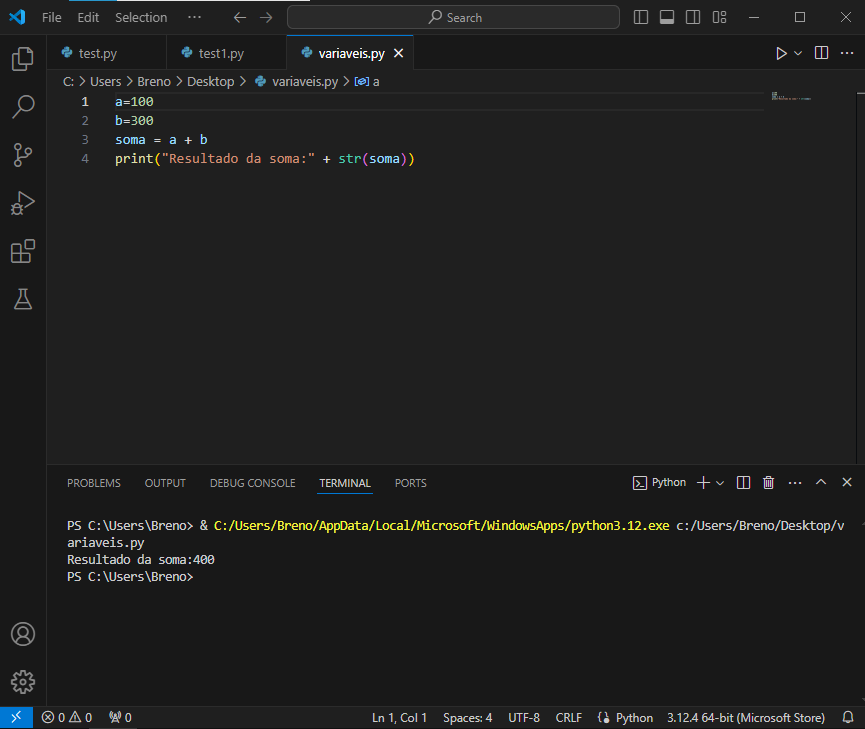 File Edit Selection ··· Search
test.py test1.py variaveis.py
C: > Users > Breno > Desktop > variaveis.py > a
1 a=100
2 b=300
3 soma = a + b
4 print("Resultado da soma:" + str(soma))
PROBLEMS OUTPUT DEBUG CONSOLE TERMINAL PORTS Python
PS C:\Users\Breno> & C:/Users/Breno/AppData/Local/Microsoft/WindowsApps/python3.12.exe c:/Users/Breno/Desktop/v
ariaveis.py
Resultado da soma:400
PS C:\Users\Breno>
0 0 0 Ln 1, Col 1 Spaces: 4 UTF-8 CRLF Python 3.12.4 64-bit (Microsoft Store)